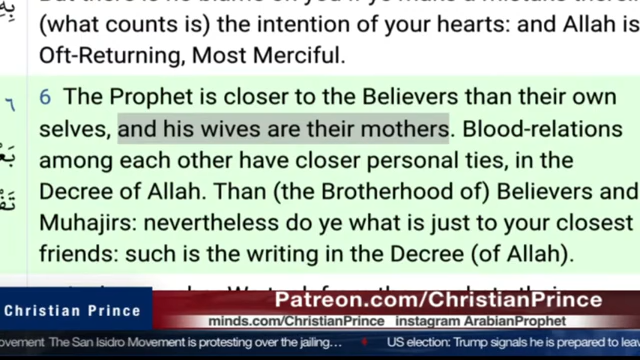 (what counts is) the intention of your hearts: and Allah is
Oft-Returning, Most Merciful.
6 The Prophet is closer to the Believers than their own
selves, and his wives are their mothers. Blood-relations
among each other have closer personal ties, in the
Decree of Allah. Than (the Brotherhood of) Believers and
Muhajirs: nevertheless do ye what is just to your closest
friends: such is the writing in the Decree (of Allah).
٦
Christian Prince
Patreon.com/ChristianPrince
minds.com/ChristianPrince instagram ArabianProphet
ovement The San Isidro Movement is protesting over the jailing… US election: Trump signals he is prepared to leav